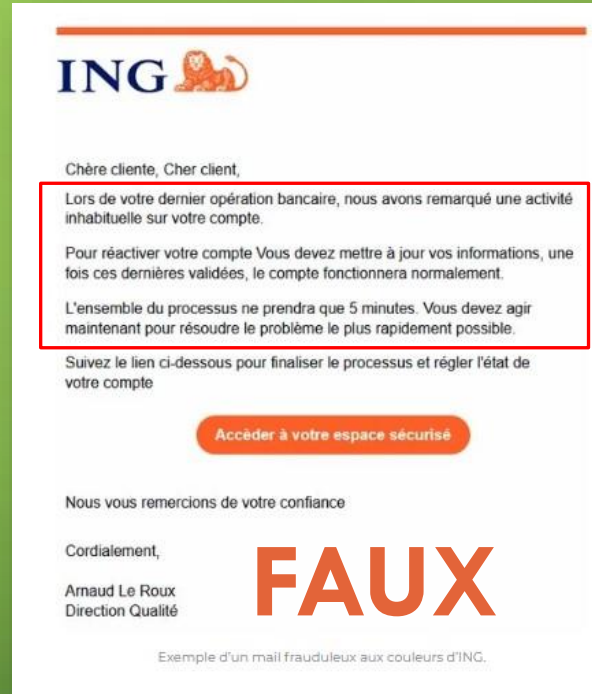 ING
Chère cliente, Cher client,
Lors de votre dernier opération bancaire, nous avons remarqué une activité
inhabituelle sur votre compte.
Pour réactiver votre compte Vous devez mettre à jour vos informations, une
fois ces dernières validées, le compte fonctionnera normalement.
L'ensemble du processus ne prendra que 5 minutes. Vous devez agir
maintenant pour résoudre le problème le plus rapidement possible.
Suivez le lien ci-dessous pour finaliser le processus et régler l'état de
votre compte
Accèder à votre espace sécurisé
Nous vous remercions de votre confiance
Cordialement,
Arnaud Le Roux
Direction Qualité
FAUX
Exemple d'un mail frauduleux aux couleurs d'ING.